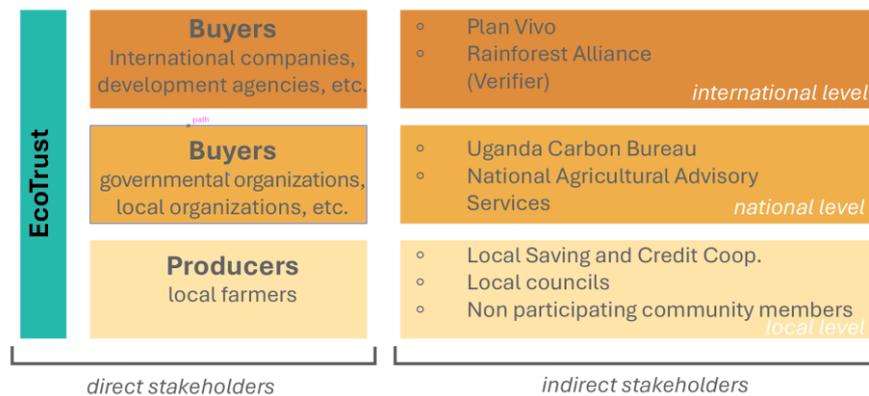 EcoTrust
Buyers
International companies,
development agencies, etc.
◦ Plan Vivo
◦ Rainforest Alliance
(Verifier)
international level
path
Buyers
governmental organizations,
local organizations, etc.
◦ Uganda Carbon Bureau
◦ National Agricultural Advisory
Services
national level
Producers
local farmers
◦ Local Saving and Credit Coop.
◦ Local councils
◦ Non participating community members
local level
direct stakeholders
indirect stakeholders